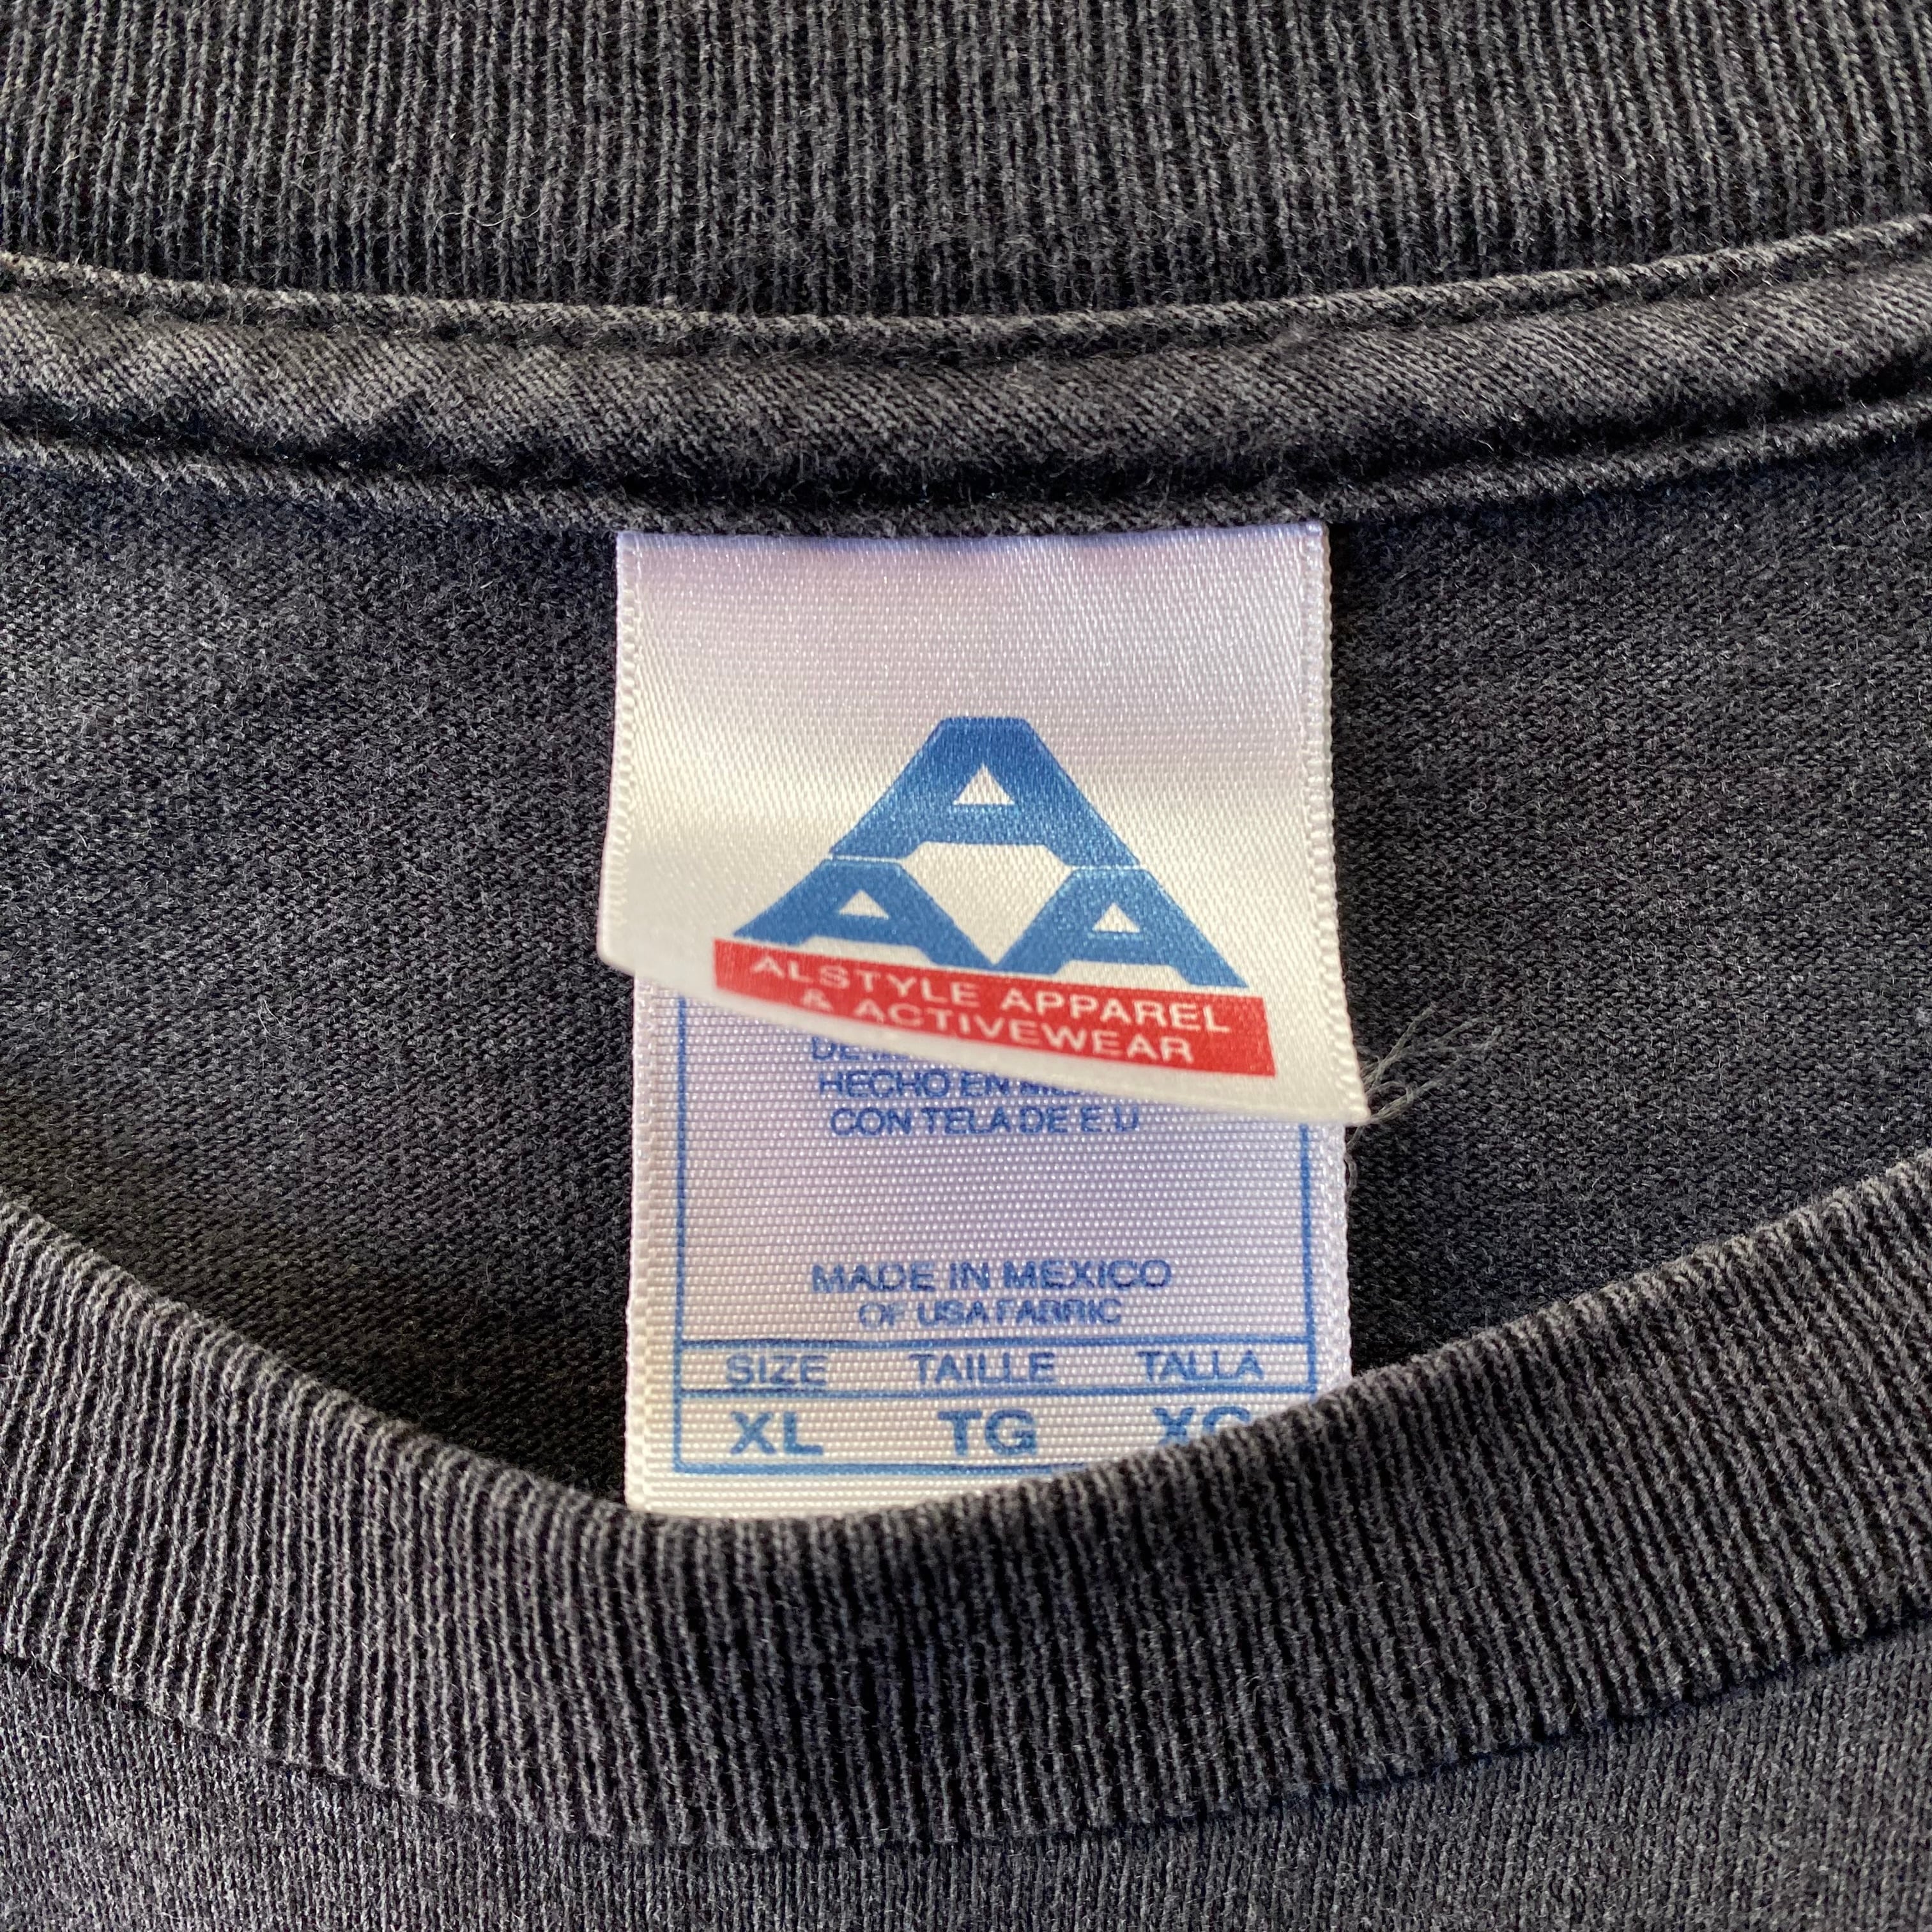 A
A A
ALSTYLE APPAREL
& ACTIVEWEAR
HECHO EN
CON TELA DE E.U
MADE IN MEXICO
OF USA FABRIC
SIZE TAILLE TALLA
XL TG